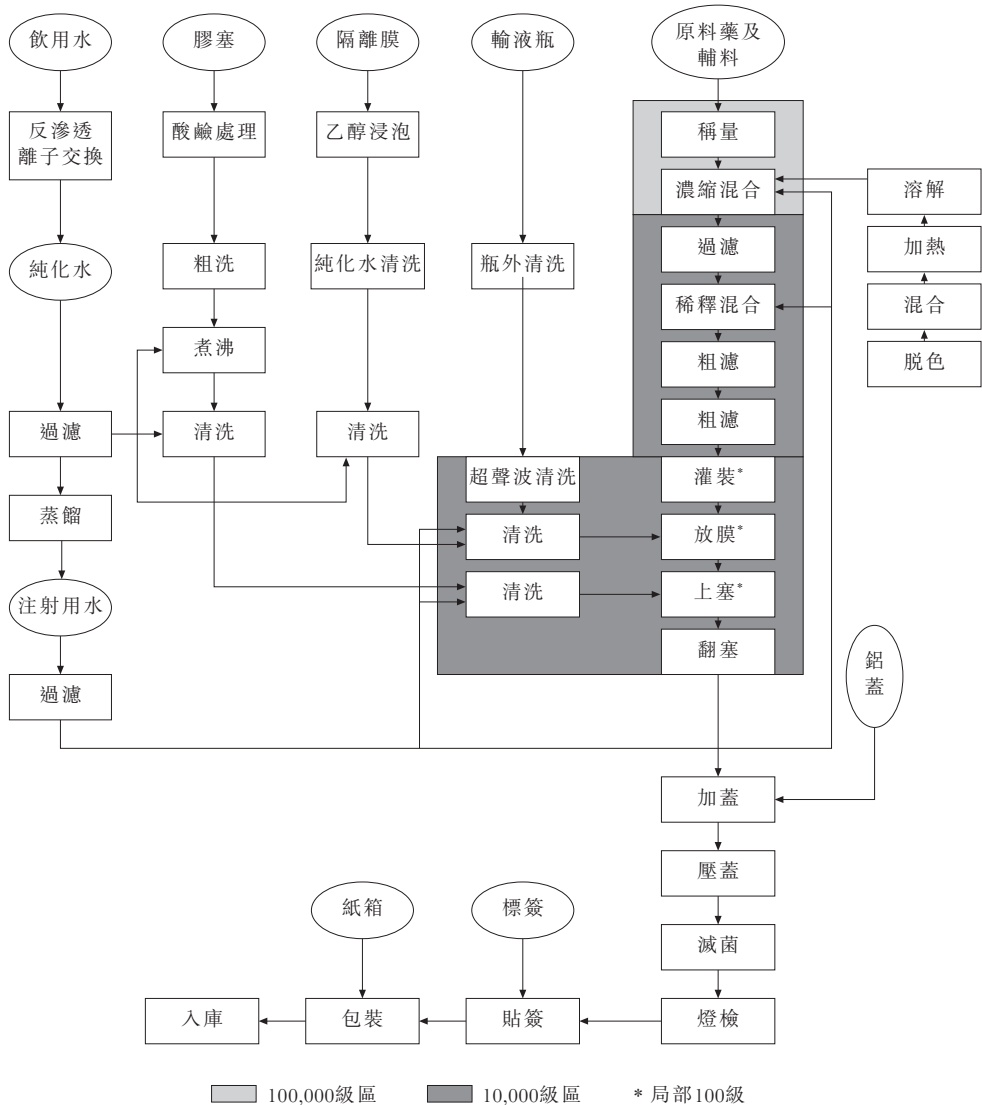 飲用水
膠塞
隔離膜
輸液瓶
原料藥及
輔料
反滲透
離子交換
酸鹼處理
乙醇浸泡
稱量
濃缩混合
溶解
純化水
粗洗
純化水清洗
瓶外清洗
過濾
加熱
稀釋混合
混合
煮沸
粗濾
脱色
過濾
清洗
清洗
粗濾
超聲波清洗
灌裝*
蒸餾
清洗
放膜*
注射用水
清洗
上塞*
翻塞
鋁
蓋
過濾
加蓋
壓蓋
紙箱
標簽
滅菌
入庫
包裝
貼簽
燈檢
100,000級區
10,000級區
* 局部100級